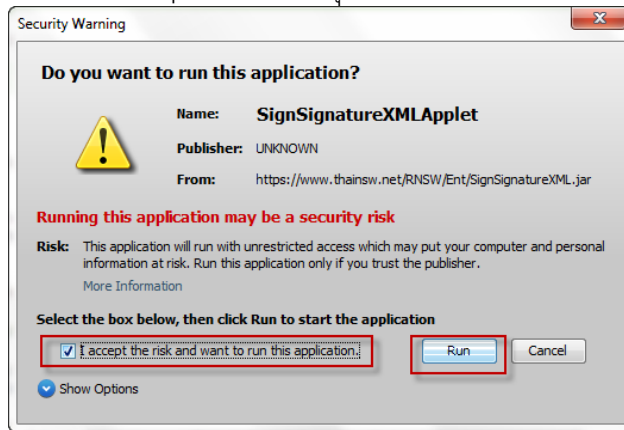 Security Warning
Do you want to run this application?
Name: SignSignatureXMLApplet
Publisher: UNKNOWN
From: https://www.thainsw.net/RNSW/Ent/SignSignatureXML.jar
Running this application may be a security risk
Risk: This application will run with unrestricted access which may put your computer and personal
information at risk. Run this application only if you trust the publisher.
More Information
Select the box below, then click Run to start the application
I accept the risk and want to run this application.
Run
Cancel
Show Options